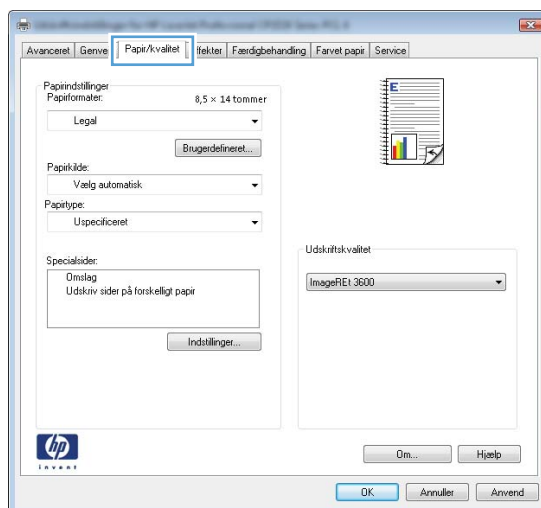 Avanceret Genve Papir/kvalitet ffekter Færdigbehandling Farvet papir Service
Papirindstillinger
Papirformater: 8,5 × 14 tommer
Legal
Brugerdefineret...
Papirkilde:
Vælg automatisk
Papirtype:
Uspecificeret
Specialsider:
Omslag
Udskriv sider på forskelligt papir
Indstillinger...
E
Udskriftskvalitet
ImageREt 3600
hp
invent
Om... Hjælp
OK Annuller Anvend